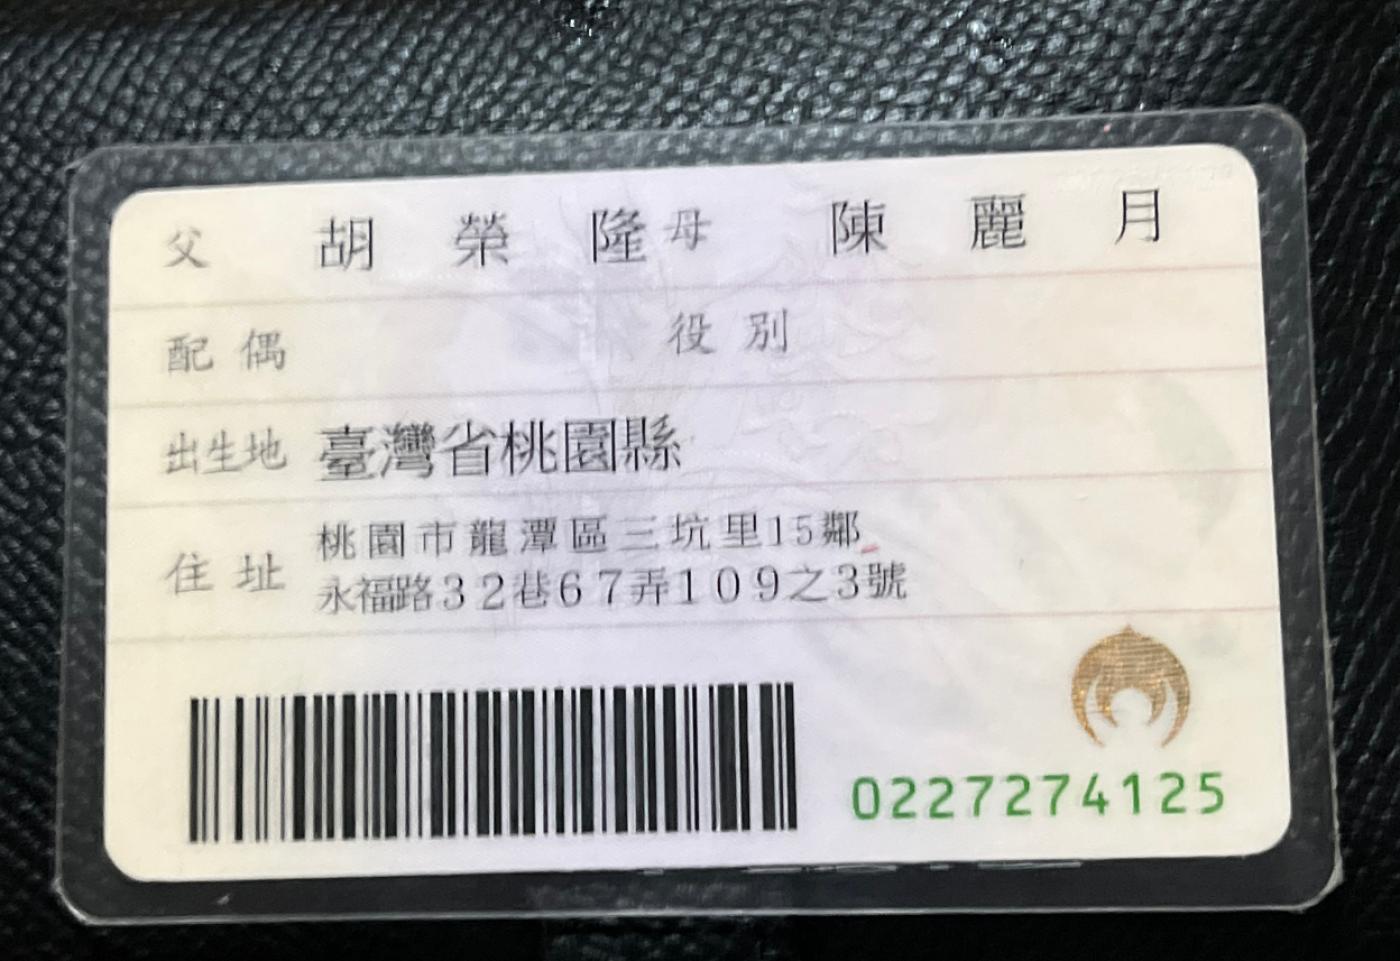 父 胡榮隆 母 陳麗月
配偶 役別
出生地 臺灣省桃園縣
住址 桃園市龍潭區三坑里15鄰
永福路32巷67弄109之3號
0227274125